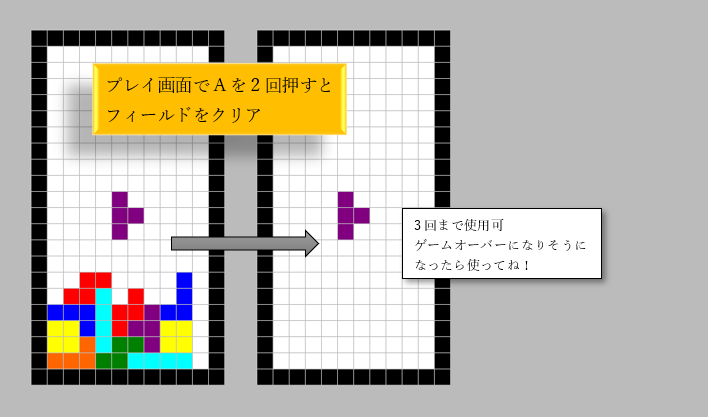 プレイ画面でAを2回押すと
フィールドをクリア
3回まで使用可
ゲームオーバーになりそうに
なったら使ってね！